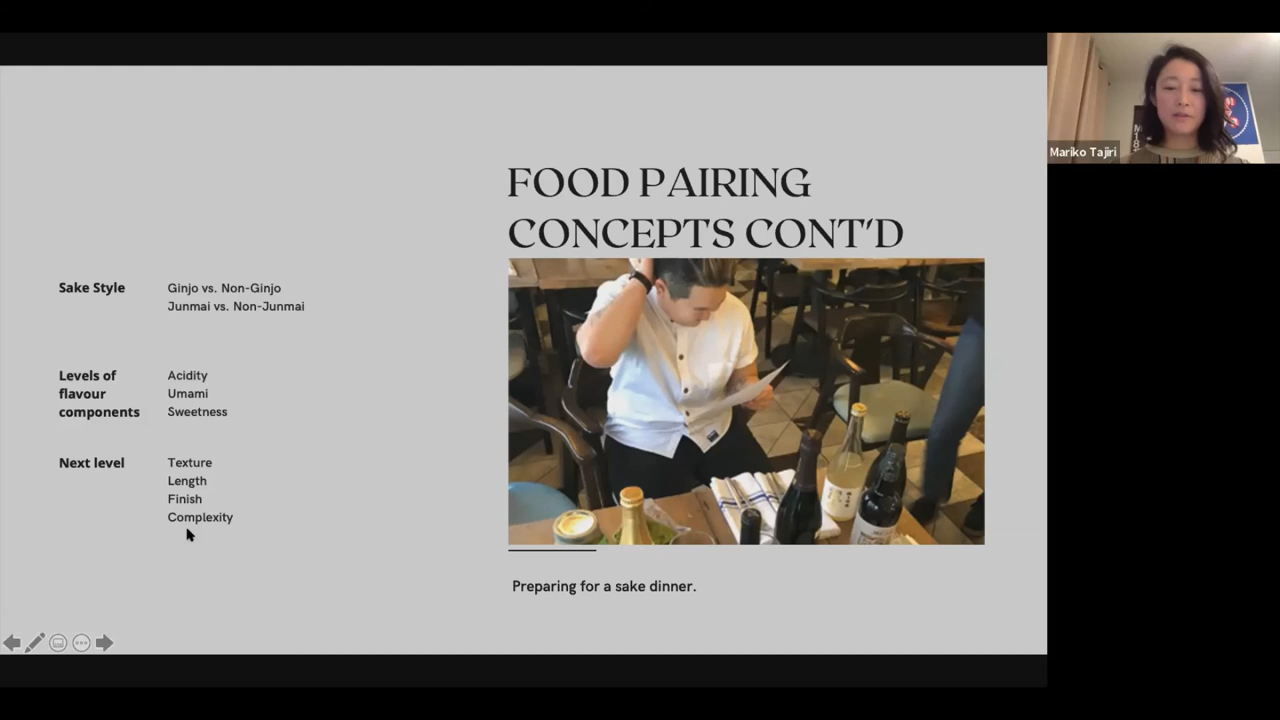 FOOD PAIRING
CONCEPTS CONT'D
Sake Style
Ginjo vs. Non-Ginjo
Junmai vs. Non-Junmai
Levels of
flavour
components
Acidity
Umami
Sweetness
Next level
Texture
Length
Finish
Complexity
Preparing for a sake dinner.
Mariko Tajiri